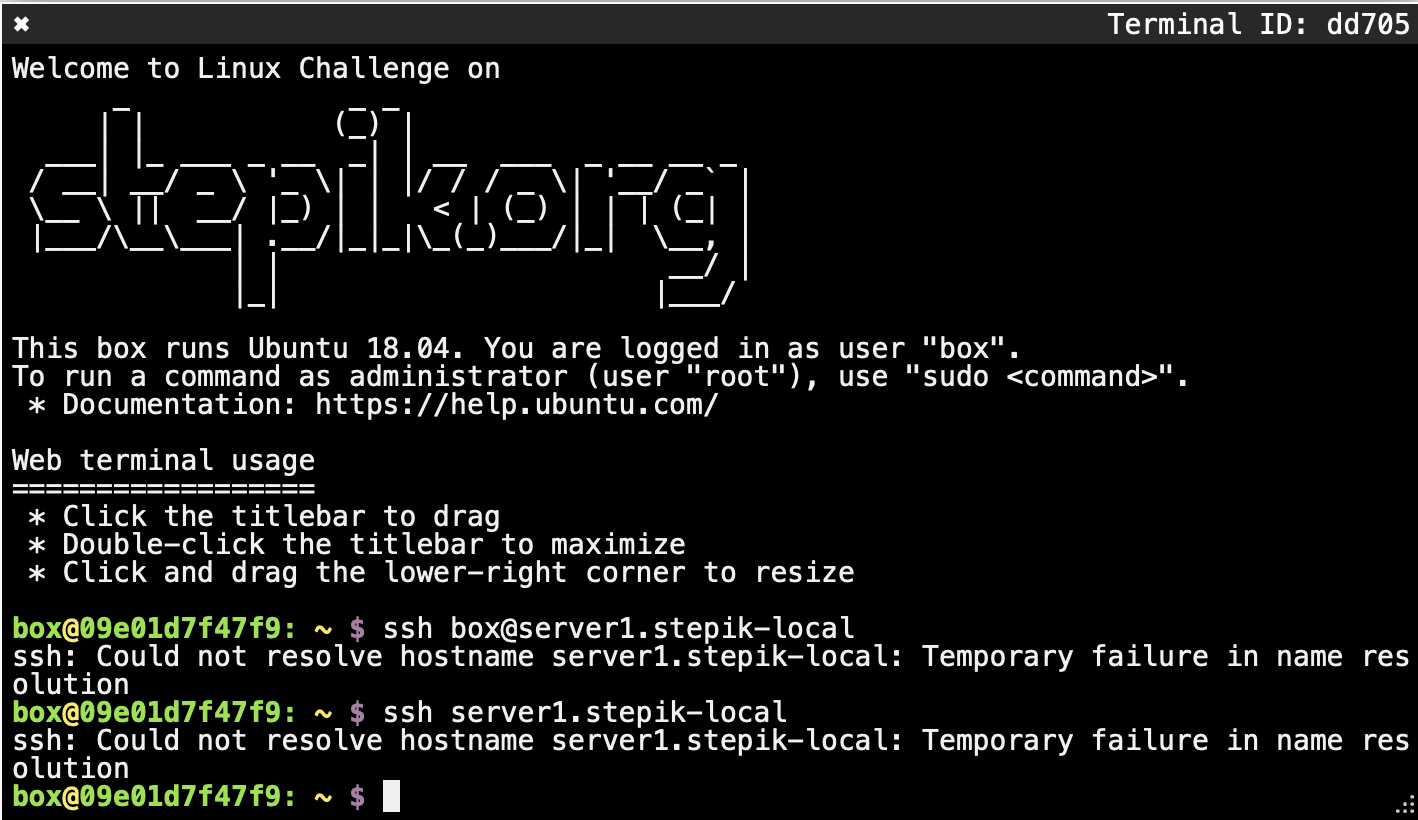 ✖ Terminal ID: dd705
Welcome to Linux Challenge on
stepik.org
This box runs Ubuntu 18.04. You are logged in as user "box".
To run a command as administrator (user "root"), use "sudo <command>".
 * Documentation: https://help.ubuntu.com/
Web terminal usage
==================
 * Click the titlebar to drag
 * Double-click the titlebar to maximize
 * Click and drag the lower-right corner to resize
box@09e01d7f47f9: ~ $ ssh box@server1.stepik-local
ssh: Could not resolve hostname server1.stepik-local: Temporary failure in name res
olution
box@09e01d7f47f9: ~ $ ssh server1.stepik-local
ssh: Could not resolve hostname server1.stepik-local: Temporary failure in name res
olution
box@09e01d7f47f9: ~ $